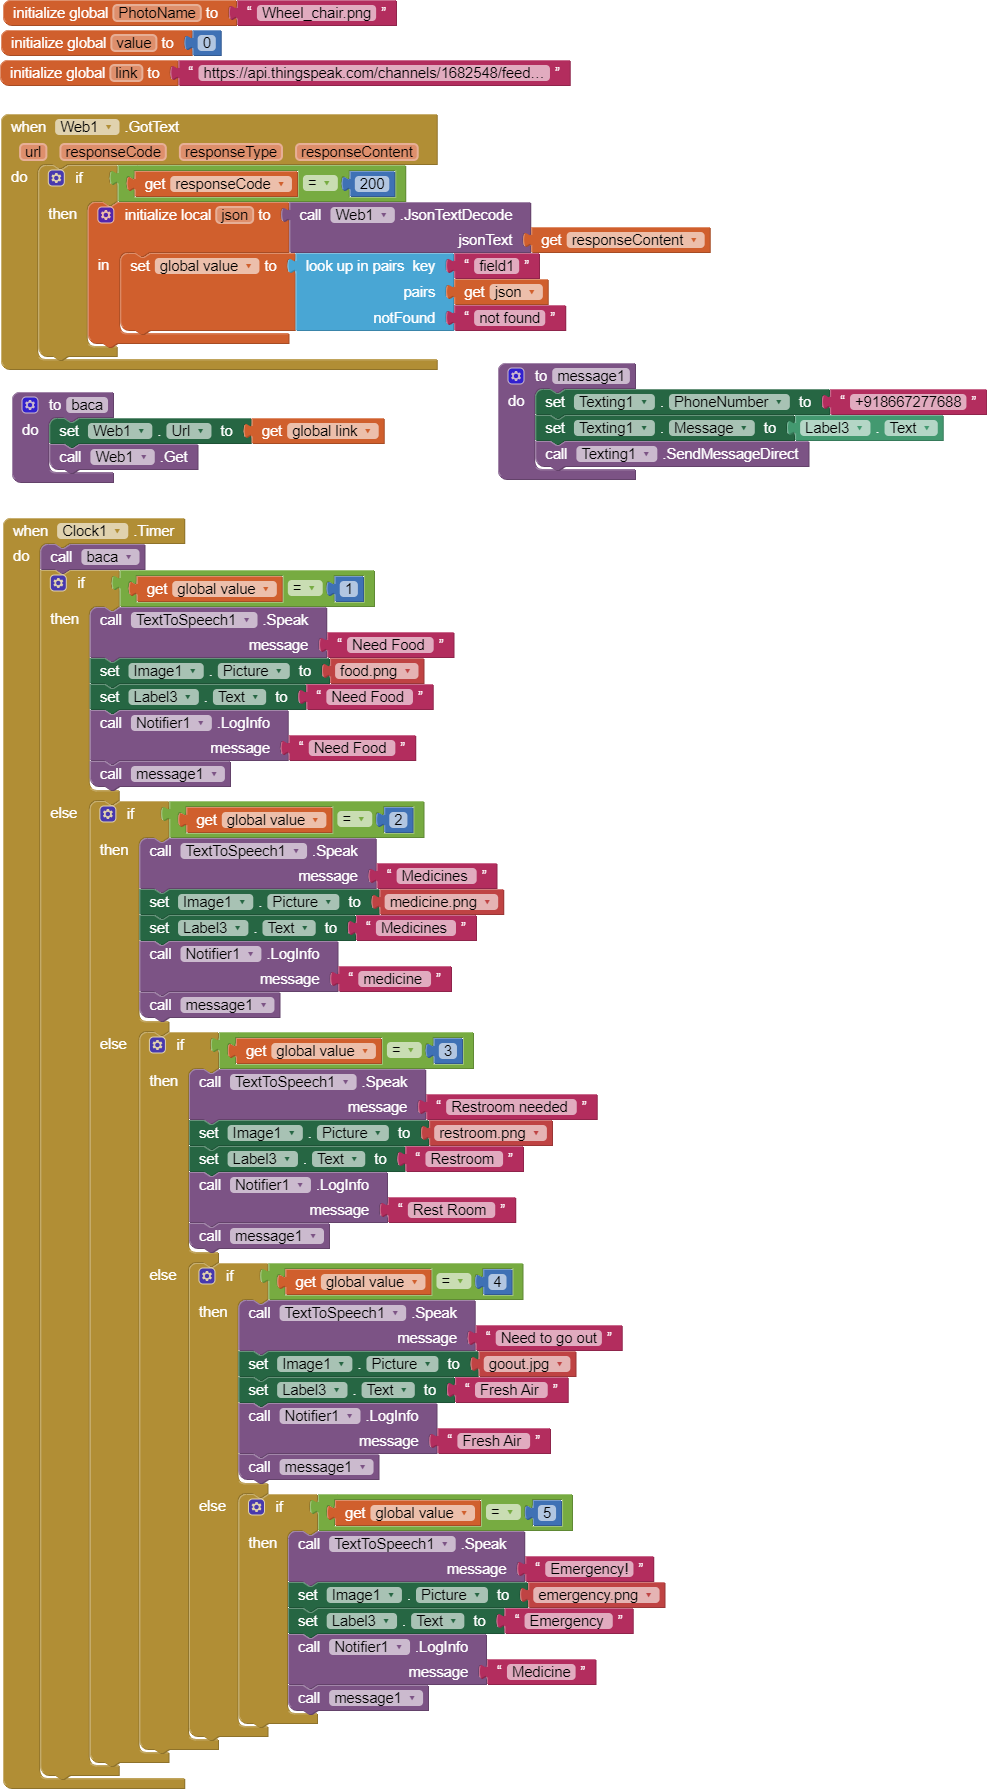 initialize global PhotoName to " Wheel_chair.png "
initialize global value to 0
initialize global link to " https://api.thingspeak.com/channels/1682548/feed... "
when Web1 .GotText
url responseCode responseType responseContent
do if get responseCode = 200
then initialize local json to call Web1 .JsonTextDecode
jsonText get responseContent
in set global value to look up in pairs key " field1 "
pairs get json
notFound " not found "
to message1
do set Texting1 . PhoneNumber to " +918667277688 "
set Texting1 . Message to Label3 . Text
call Texting1 .SendMessageDirect
to baca
do set Web1 . Url to get global link
call Web1 .Get
when Clock1 .Timer
do call baca
if get global value = 1
then call TextToSpeech1 .Speak
message " Need Food "
set Image1 . Picture to food.png
set Label3 . Text to " Need Food "
call Notifier1 .LogInfo
message " Need Food "
call message1
else if get global value = 2
then call TextToSpeech1 .Speak
message " Medicines "
set Image1 . Picture to medicine.png
set Label3 . Text to " Medicines "
call Notifier1 .LogInfo
message " medicine "
call message1
else if get global value = 3
then call TextToSpeech1 .Speak
message " Restroom needed "
set Image1 . Picture to restroom.png
set Label3 . Text to " Restroom "
call Notifier1 .LogInfo
message " Rest Room "
call message1
else if get global value = 4
then call TextToSpeech1 .Speak
message " Need to go out "
set Image1 . Picture to goout.jpg
set Label3 . Text to " Fresh Air "
call Notifier1 .LogInfo
message " Fresh Air "
call message1
else if get global value = 5
then call TextToSpeech1 .Speak
message " Emergency! "
set Image1 . Picture to emergency.png
set Label3 . Text to " Emergency "
call Notifier1 .LogInfo
message " Medicine "
call message1